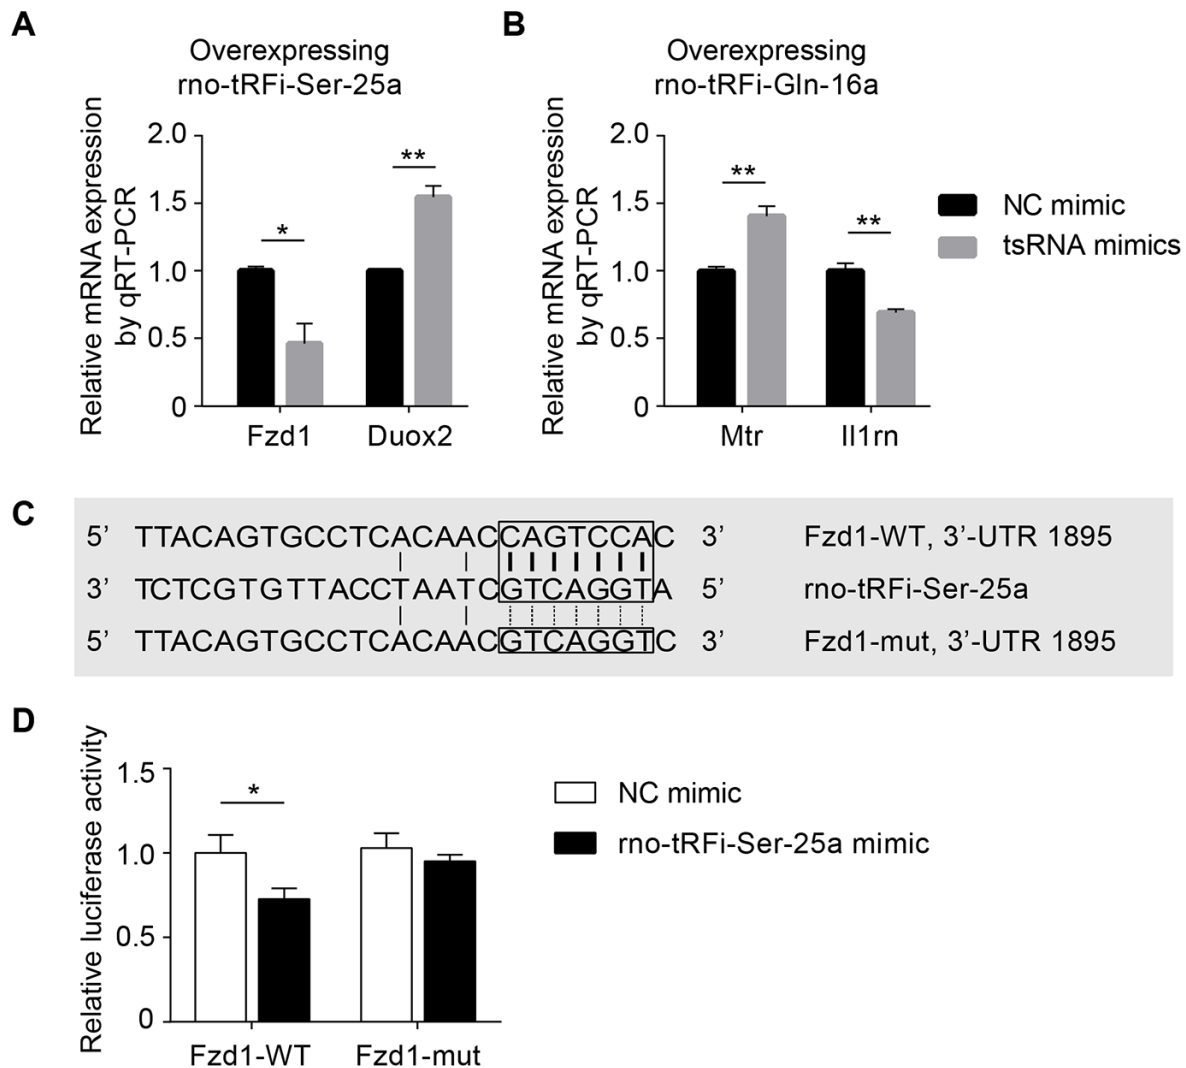 A
Overexpressing
rno-tRFi-Ser-25a
Relative mRNA expression
by qRT-PCR
2.0
1.5
1.0
0.5
0
*
**
Fzd1
Duox2
B
Overexpressing
rno-tRFi-Gln-16a
Relative mRNA expression
by qRT-PCR
2.0
1.5
1.0
0.5
0
**
**
Mtr
Il1rn
NC mimic
tsRNA mimics
C
5’ TTACAGTGCCTCACAACCAGTCCAC 3’ Fzd1-WT, 3’-UTR 1895
3’ TCTCGTGTTACCTAATCGTCAGGTA 5’ rno-tRFi-Ser-25a
5’ TTACAGTGCCTCACAACGTCAGGTC 3’ Fzd1-mut, 3’-UTR 1895
D
Relative luciferase activity
1.5
1.0
0.5
0
*
Fzd1-WT
Fzd1-mut
NC mimic
rno-tRFi-Ser-25a mimic